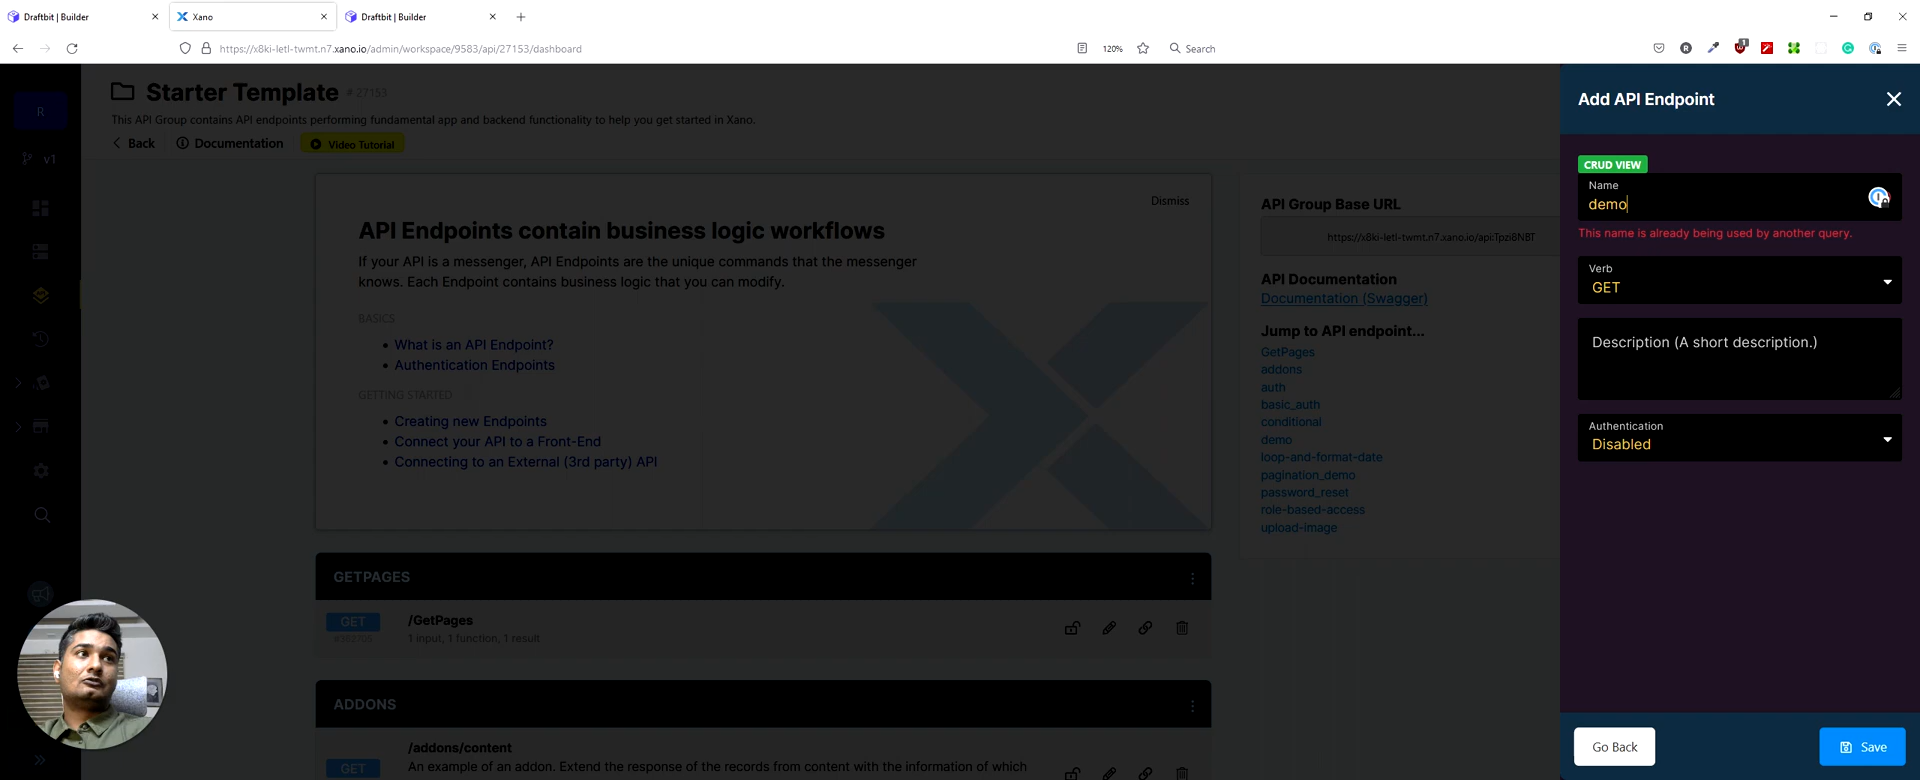 Draftbit | Builder
Xano
Draftbit | Builder
https://x8ki-letl-twmt.n7.xano.io/admin/workspace/9583/api/27153/dashboard
120%
Search
R
v1
Starter Template
# 27153
This API Group contains API endpoints performing fundamental app and backend functionality to help you get started in Xano.
Back
Documentation
Video Tutorial
Dismiss
API Endpoints contain business logic workflows
If your API is a messenger, API Endpoints are the unique commands that the messenger
knows. Each Endpoint contains business logic that you can modify.
BASICS
• What is an API Endpoint?
• Authentication Endpoints
GETTING STARTED
• Creating new Endpoints
• Connect your API to a Front-End
• Connecting to an External (3rd party) API
GETPAGES
GET
/GetPages
1 input, 1 function, 1 result
ADDONS
GET
/addons/content
An example of an addon. Extend the response of the records from content with the information of which
API Group Base URL
https://x8ki-letl-twmt.n7.xano.io/api:Tpzi8NBT
API Documentation
Documentation (Swagger)
Jump to API endpoint...
GetPages
addons
auth
basic_auth
conditional
demo
loop-and-format-date
pagination_demo
password_reset
role-based-access
upload-image
Add API Endpoint
CRUD VIEW
Name
demo
This name is already being used by another query.
Verb
GET
Description (A short description.)
Authentication
Disabled
Go Back
Save